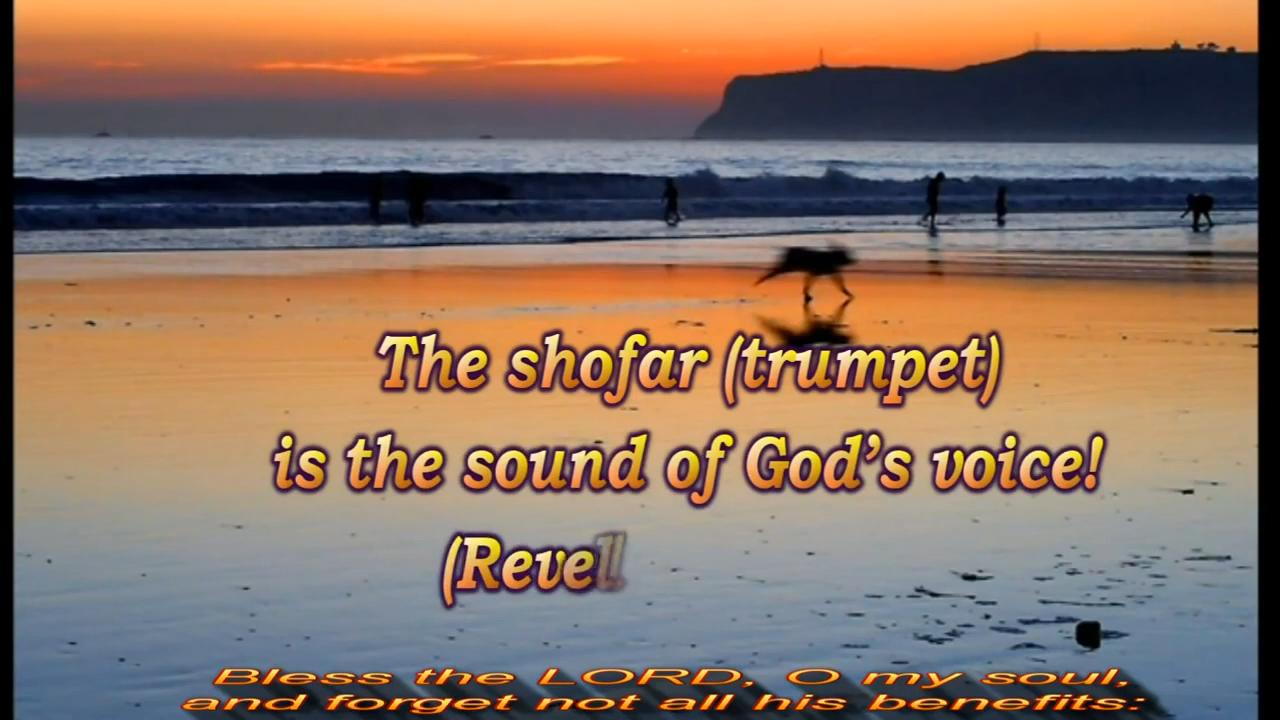 The shofar (trumpet)
is the sound of God's voice!
(Revel
Bless the LORD, O my soul,
and forget not all his benefits: